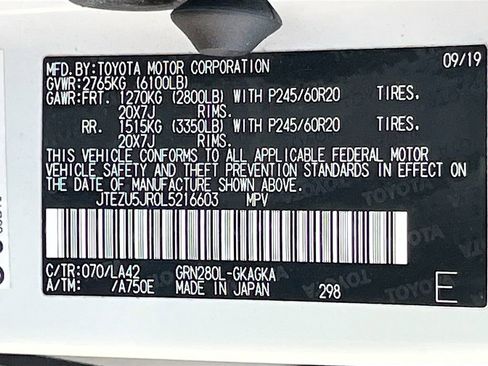 MFD.BY:TOYOTA MOTOR CORPORATION 09/19
GVWR:2765KG (6100LB)
GAWR:FRT. 1270KG (2800LB) WITH P245/60R20 TIRES.
20X7J RIMS.
RR. 1515KG (3350LB) WITH P245/60R20 TIRES.
20X7J RIMS.
THIS VEHICLE CONFORMS TO ALL APPLICABLE FEDERAL MOTOR
VEHICLE SAFETY AND THEFT PREVENTION STANDARDS IN EFFECT ON
THE DATE OF MANUFACTURE SHOWN ABOVE.
JTEZU5JR0L5216603 MPV
C/TR:070/LA42 GRN280L-GKAGKA
A/TM: /A750E MADE IN JAPAN 298 E